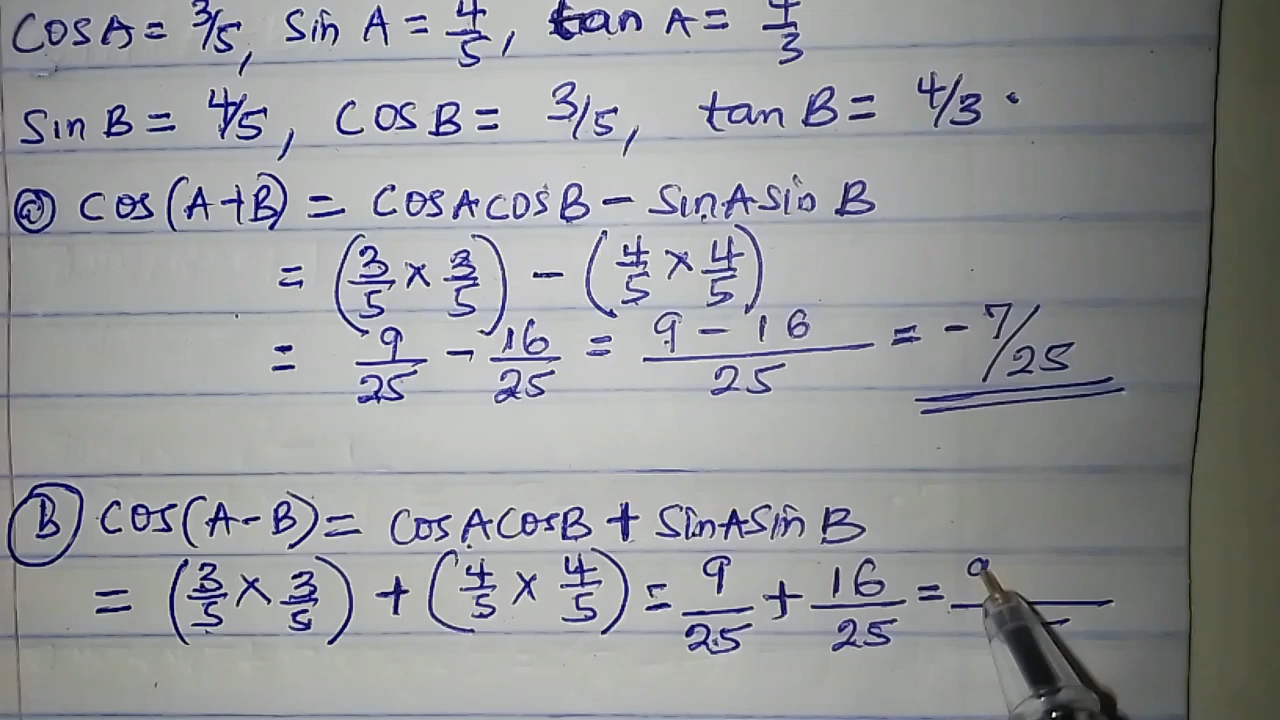 COSA = 3/5, sin A = 4/5, tan A = 4/3
sin B = 4/5, COS B = 3/5, tan B = 4/3.
ⓐ cos(A+B) = COSACOSB - SinASinB
= (3/5 × 3/5) - (4/5 × 4/5)
= 9/25 - 16/25 = 9 - 16/25 = -7/25
Ⓑ COS(A-B) = COSACOSB + SinASinB
= (3/5 × 3/5) + (4/5 × 4/5) = 9/25 + 16/25 =